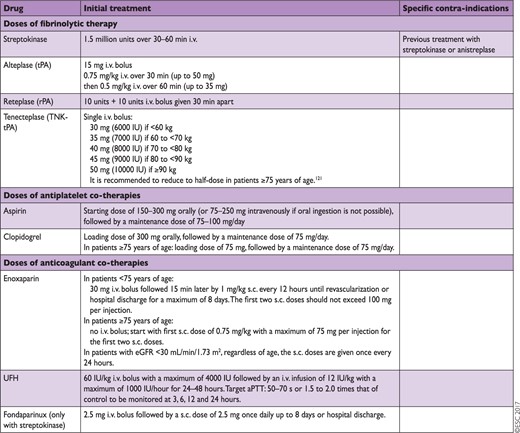 Drug Initial treatment Specific contra-indications
Doses of fibrinolytic therapy
Streptokinase 1.5 million units over 30–60 min i.v. Previous treatment with
streptokinase or anistreplase
Alteplase (tPA) 15 mg i.v. bolus
0.75 mg/kg i.v. over 30 min (up to 50 mg)
then 0.5 mg/kg i.v. over 60 min (up to 35 mg)
Reteplase (rPA) 10 units + 10 units i.v. bolus given 30 min apart
Tenecteplase (TNK- Single i.v. bolus:
tPA) 30 mg (6000 IU) if <60 kg
35 mg (7000 IU) if 60 to <70 kg
40 mg (8000 IU) if 70 to <80 kg
45 mg (9000 IU) if 80 to <90 kg
50 mg (10000 IU) if ≥90 kg
It is recommended to reduce to half-dose in patients ≥75 years of age.121
Doses of antiplatelet co-therapies
Aspirin Starting dose of 150–300 mg orally (or 75–250 mg intravenously if oral ingestion is not possible),
followed by a maintenance dose of 75–100 mg/day
Clopidogrel Loading dose of 300 mg orally, followed by a maintenance dose of 75 mg/day.
In patients ≥75 years of age: loading dose of 75 mg, followed by a maintenance dose of 75 mg/day.
Doses of anticoagulant co-therapies
Enoxaparin In patients <75 years of age:
30 mg i.v. bolus followed 15 min later by 1 mg/kg s.c. every 12 hours until revascularization or
hospital discharge for a maximum of 8 days. The first two s.c. doses should not exceed 100 mg
per injection.
In patients ≥75 years of age:
no i.v. bolus; start with first s.c. dose of 0.75 mg/kg with a maximum of 75 mg per injection for
the first two s.c. doses.
In patients with eGFR <30 mL/min/1.73 m², regardless of age, the s.c. doses are given once every
24 hours.
UFH 60 IU/kg i.v. bolus with a maximum of 4000 IU followed by an i.v. infusion of 12 IU/kg with a
maximum of 1000 IU/hour for 24–48 hours. Target aPTT: 50–70 s or 1.5 to 2.0 times that
of control to be monitored at 3, 6, 12 and 24 hours.
Fondaparinux (only 2.5 mg i.v. bolus followed by a s.c. dose of 2.5 mg once daily up to 8 days or hospital discharge.
with streptokinase)
©ESC 2017